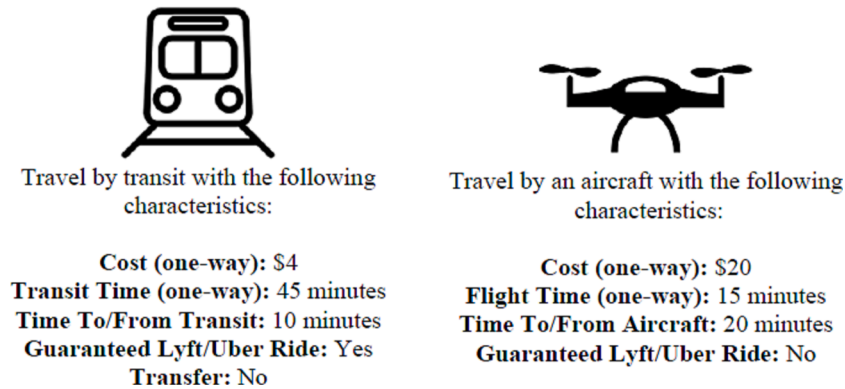 Travel by transit with the following
characteristics:
Cost (one-way): $4
Transit Time (one-way): 45 minutes
Time To/From Transit: 10 minutes
Guaranteed Lyft/Uber Ride: Yes
Transfer: No
Travel by an aircraft with the following
characteristics:
Cost (one-way): $20
Flight Time (one-way): 15 minutes
Time To/From Aircraft: 20 minutes
Guaranteed Lyft/Uber Ride: No